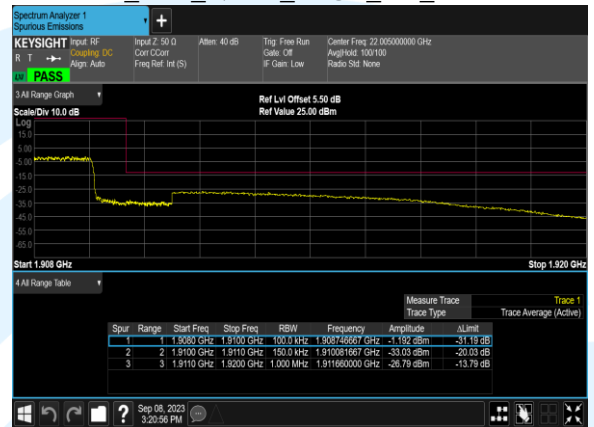 Spectrum Analyzer 1
Spurious Emissions
KEYSIGHT Input: RF Input Z: 50 Ω Atten: 40 dB Trig: Free Run Center Freq: 22.005000000 GHz
R T Coupling: DC Corr CCorr Gate: Off Avg|Hold: 100/100
Align: Auto Freq Ref: Int (S) IF Gain: Low Radio Std: None
LV PASS
3 All Range Graph
Ref Lvl Offset 5.50 dB
Scale/Div 10.0 dB Ref Value 25.00 dBm
Log
15.0
5.00
-5.00
-15.0
-25.0
-35.0
-45.0
-55.0
-65.0
Start 1.908 GHz Stop 1.920 GHz
4 All Range Table
Measure Trace Trace 1
Trace Type Trace Average (Active)
Spur Range Start Freq Stop Freq RBW Frequency Amplitude ΔLimit
1 1 1.9080 GHz 1.9100 GHz 100.0 kHz 1.908746667 GHz -1.192 dBm -31.19 dB
2 2 1.9100 GHz 1.9110 GHz 150.0 kHz 1.910081667 GHz -33.03 dBm -20.03 dB
3 3 1.9110 GHz 1.9200 GHz 1.000 MHz 1.911660000 GHz -26.79 dBm -13.79 dB
Sep 08, 2023
3:20:56 PM